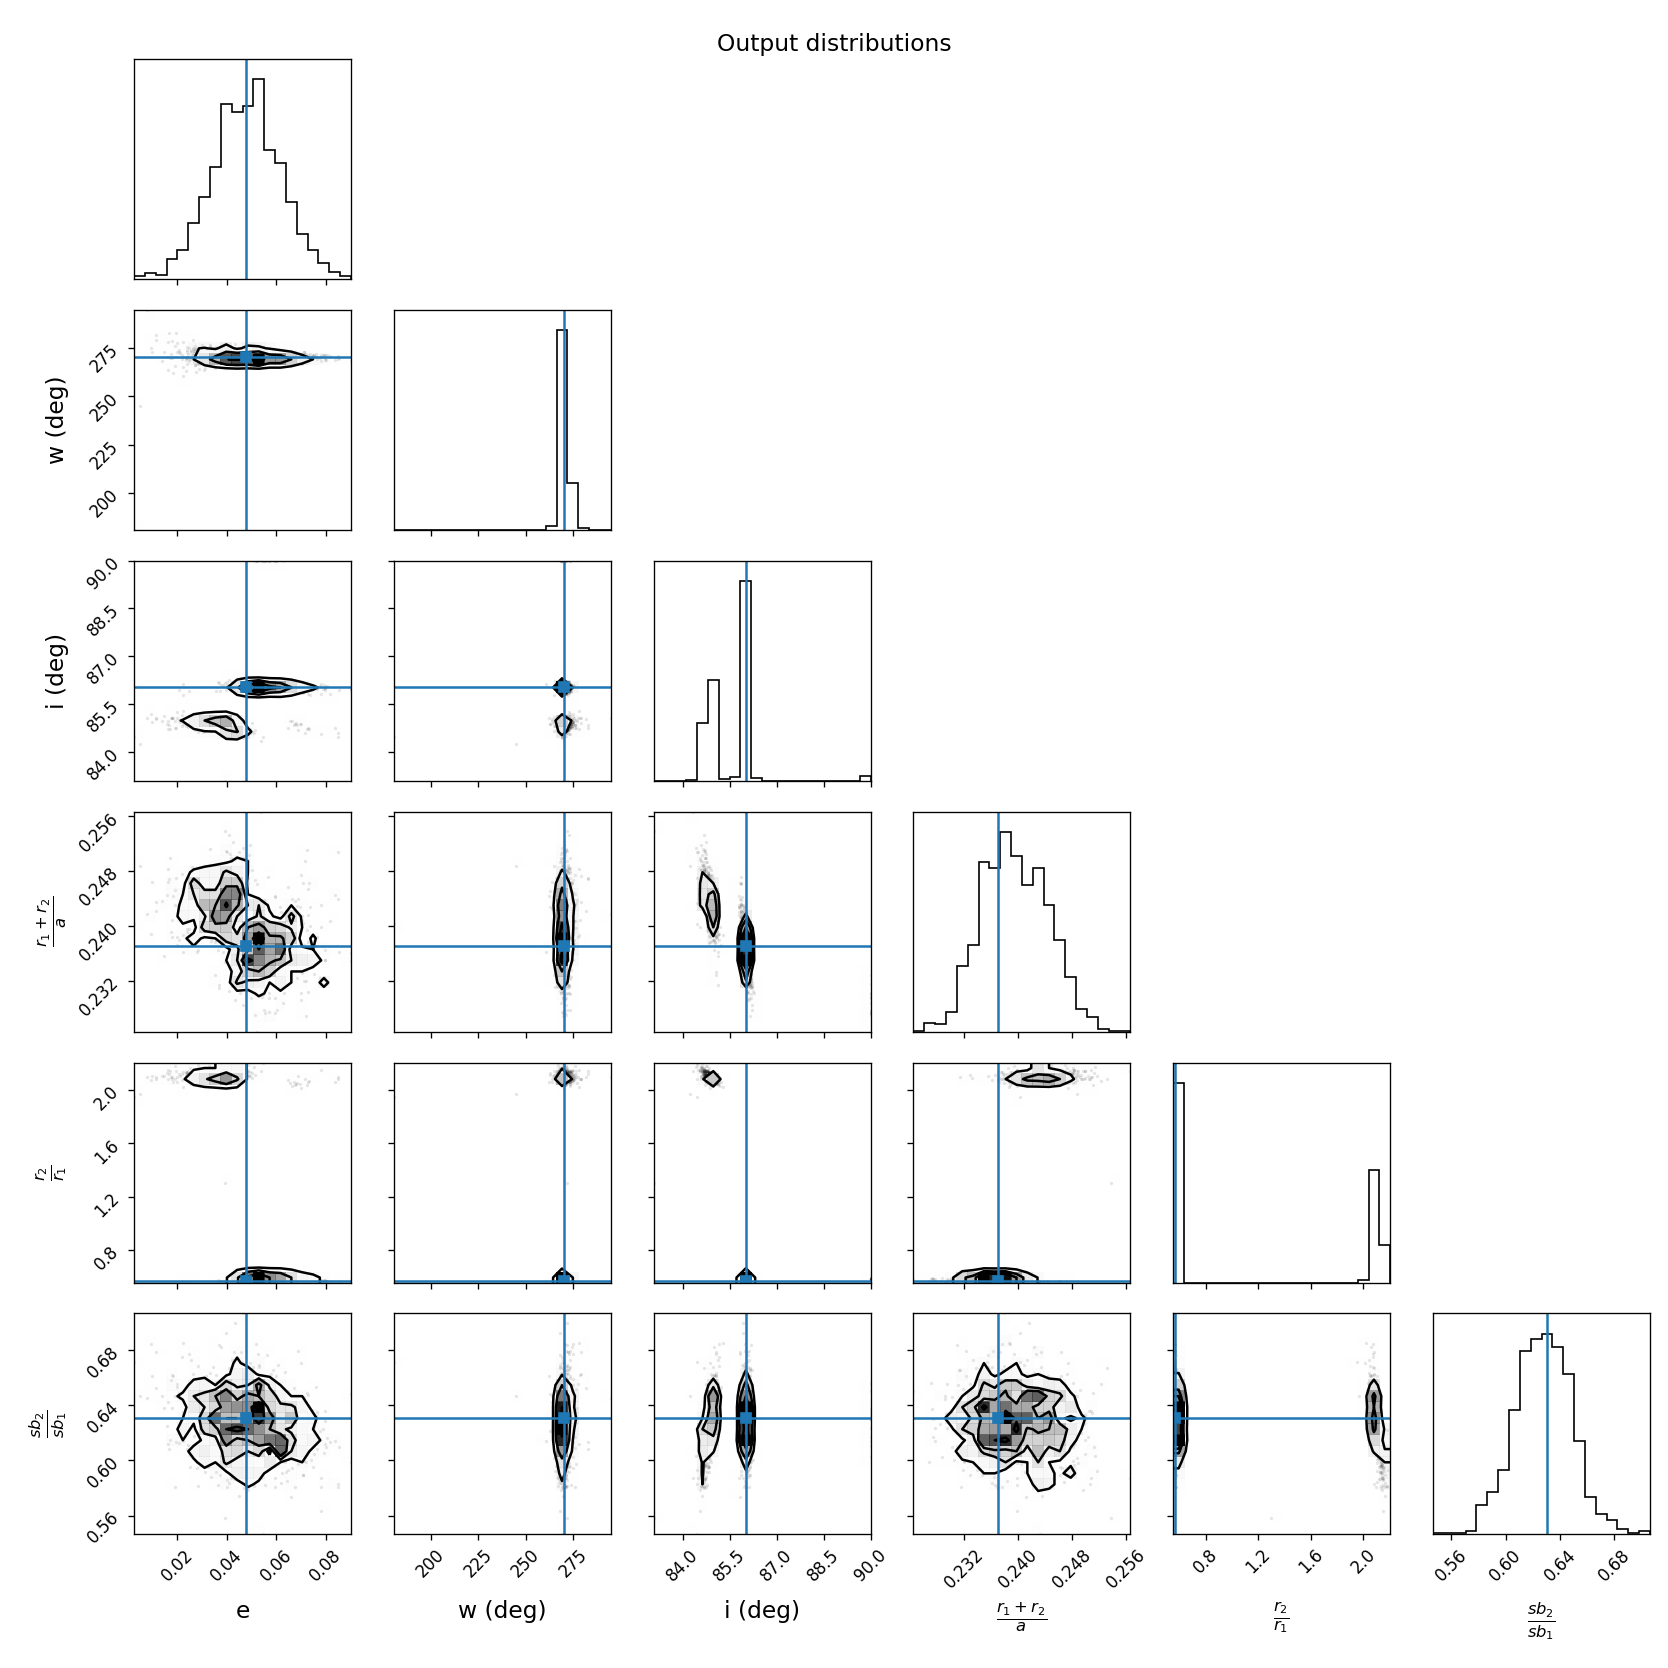 Output distributions
w (deg)
275
250
225
200
i (deg)
90.0
88.5
87.0
85.5
84.0
r₁ + r₂
a
0.256
0.248
0.240
0.232
r₂
r₁
2.0
1.6
1.2
0.8
sb₂
sb₁
0.68
0.64
0.60
0.56
0.02 0.04 0.06 0.08 200 225 250 275 84.0 85.5 87.0 88.5 90.0 0.232 0.240 0.248 0.256 0.8 1.2 1.6 2.0 0.56 0.60 0.64 0.68
e w (deg) i (deg) r₁ + r₂ r₂ sb₂
a r₁ sb₁